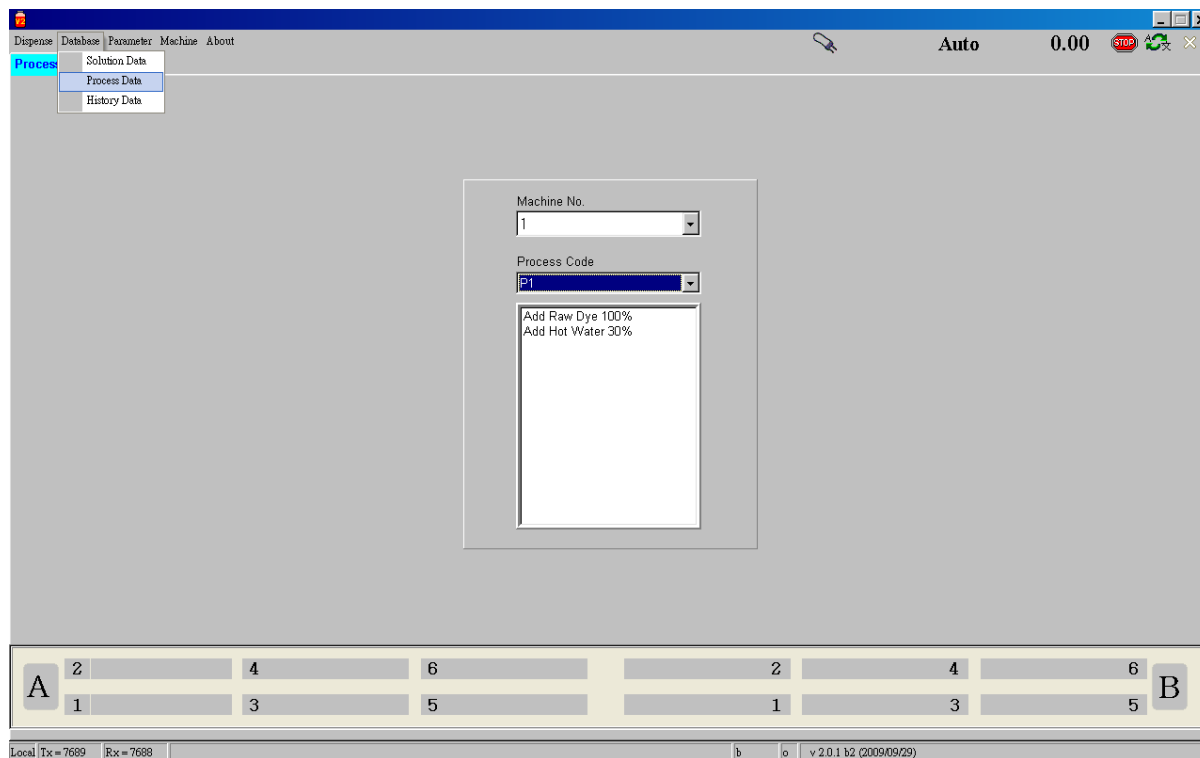 V2
Dispense Database Parameter Machine About
Auto 0.00 STOP
Process
Solution Data
Process Data
History Data
Machine No.
1
Process Code
P1
Add Raw Dye 100%
Add Hot Water 30%
2 4 6 2 4 6
A B
1 3 5 1 3 5
Local Tx = 7689 Rx = 7688 b o v 2.0.1 b2 (2009/09/29)